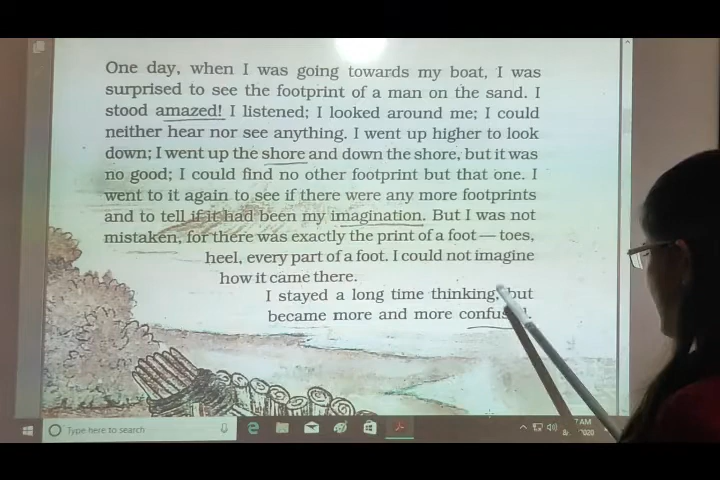 One day, when I was going towards my boat, I was
surprised to see the footprint of a man on the sand. I
stood amazed! I listened; I looked around me; I could
neither hear nor see anything. I went up higher to look
down; I went up the shore and down the shore, but it was
no good; I could find no other footprint but that one. I
went to it again to see if there were any more footprints
and to tell if it had been my imagination. But I was not
mistaken, for there was exactly the print of a foot — toes,
heel, every part of a foot. I could not imagine
how it came there.
I stayed a long time thinking, but
became more and more
Type here to search
AM
2020